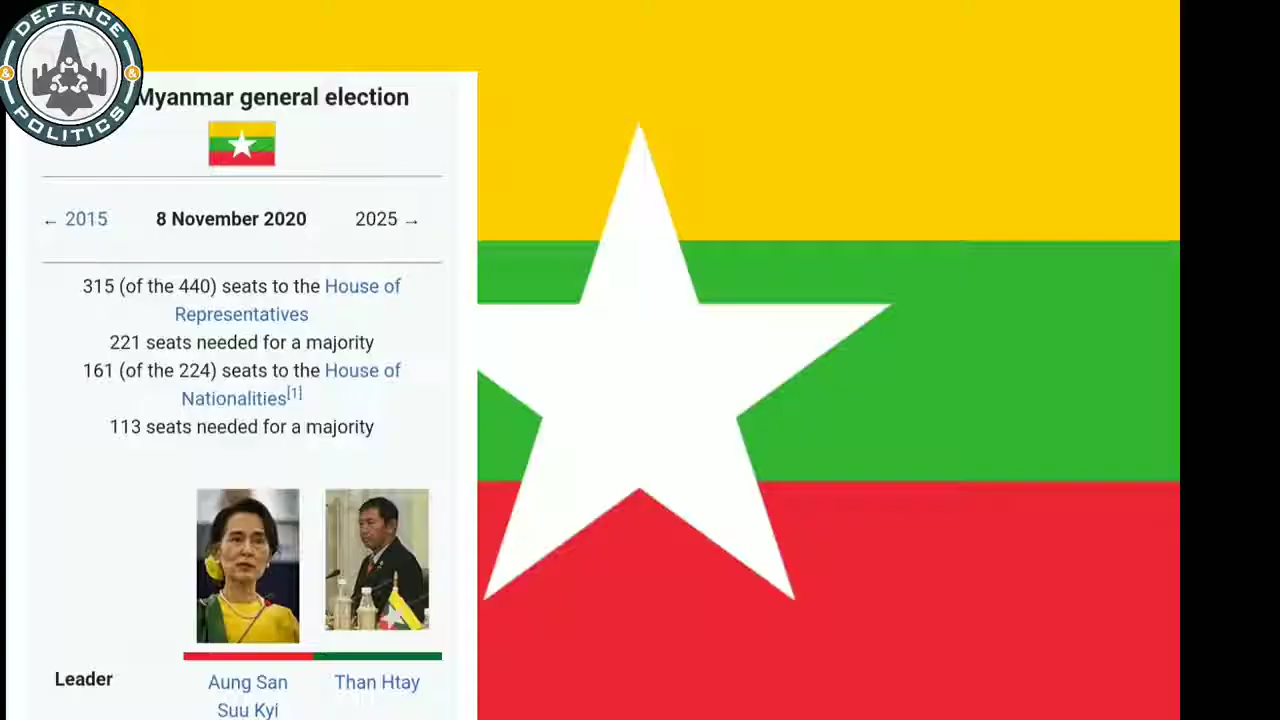 DEFENCE
& &
POLITICS
Myanmar general election
← 2015 8 November 2020 2025 →
315 (of the 440) seats to the House of
Representatives
221 seats needed for a majority
161 (of the 224) seats to the House of
Nationalities[1]
113 seats needed for a majority
Leader Aung San Than Htay
Suu Kyi